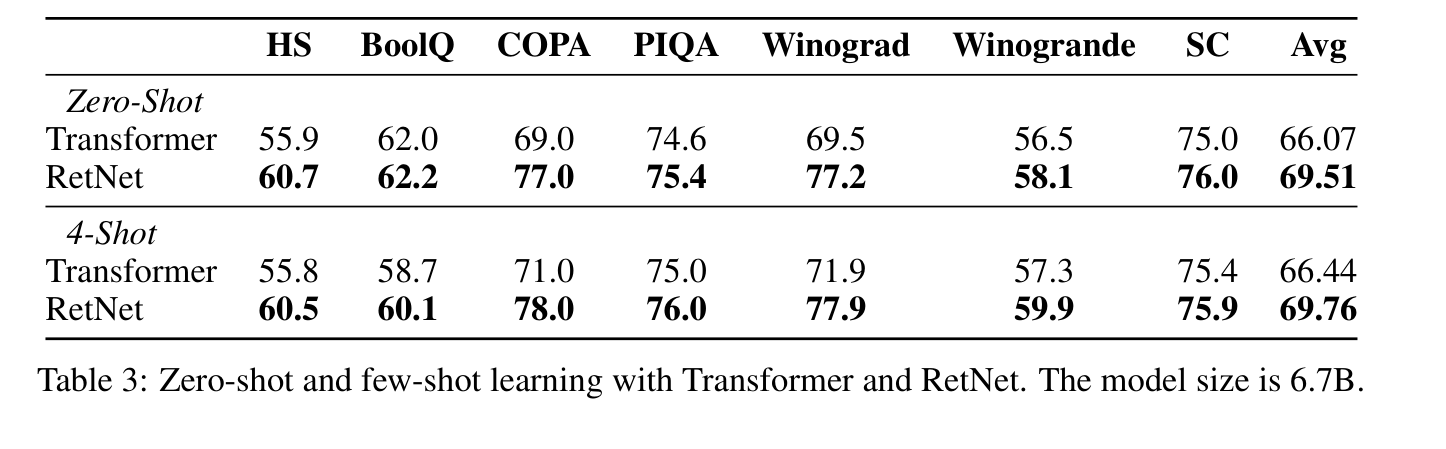 HS BoolQ COPA PIQA Winograd Winogrande SC Avg
Zero-Shot
Transformer 55.9 62.0 69.0 74.6 69.5 56.5 75.0 66.07
RetNet 60.7 62.2 77.0 75.4 77.2 58.1 76.0 69.51
4-Shot
Transformer 55.8 58.7 71.0 75.0 71.9 57.3 75.4 66.44
RetNet 60.5 60.1 78.0 76.0 77.9 59.9 75.9 69.76
Table 3: Zero-shot and few-shot learning with Transformer and RetNet. The model size is 6.7B.